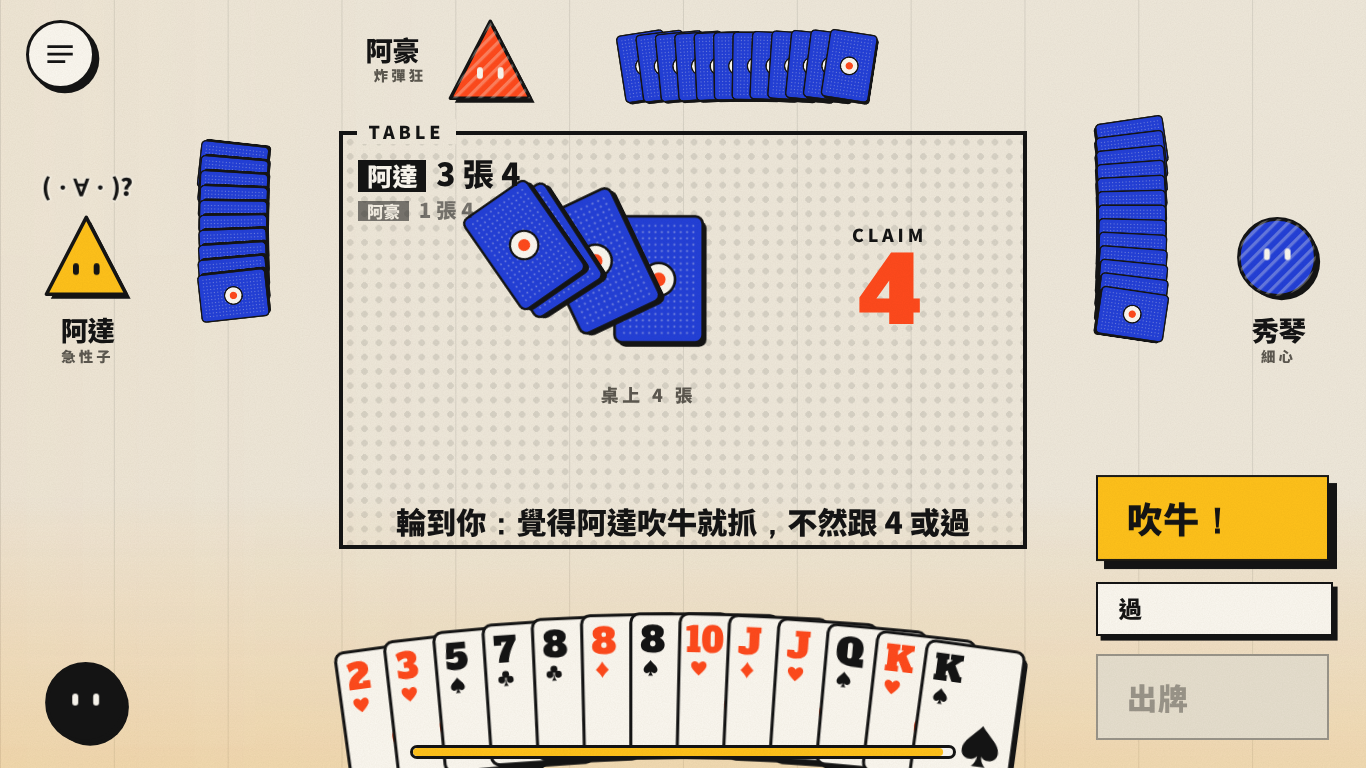 阿豪
炸彈狂
TABLE
阿達 3 張 4
阿豪 1 張 4
CLAIM
4
( · ∀ · )?
阿達
急性子
秀琴
細心
桌上 4 張
輪到你：覺得阿達吹牛就抓，不然跟 4 或過
吹牛！
過
出牌
2 3 5 7 8 8 8 10 J J Q K K